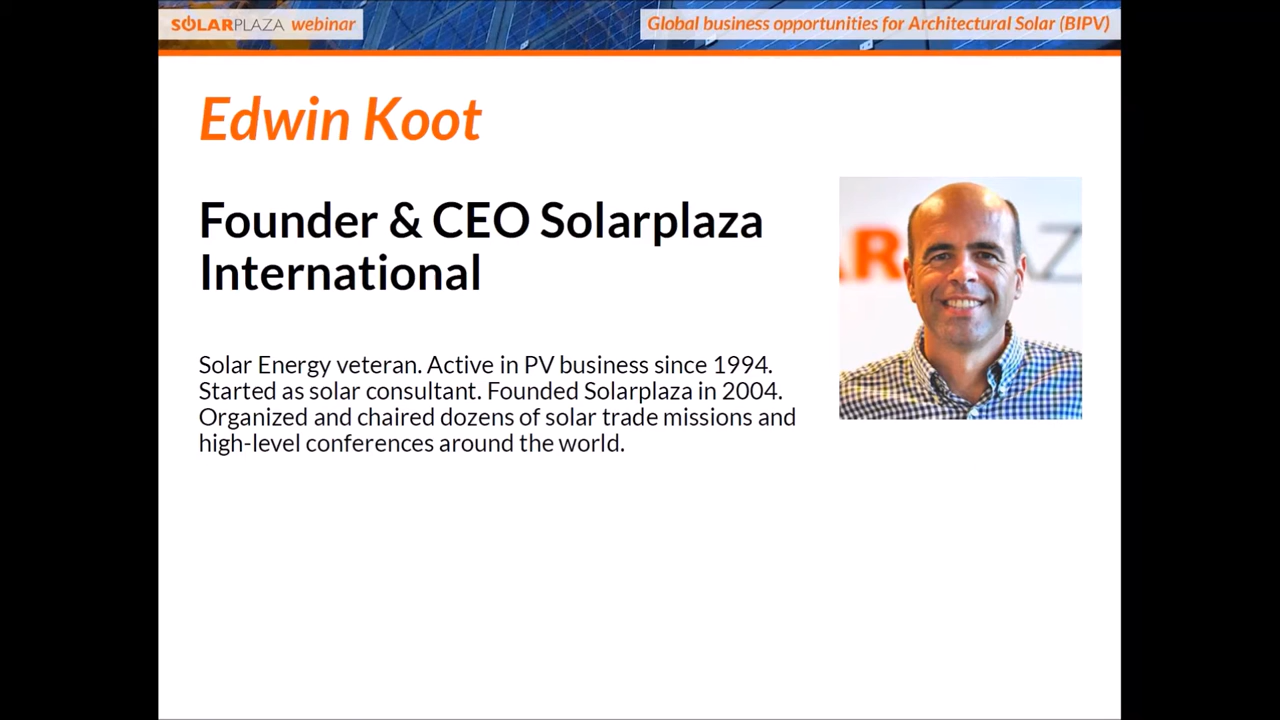 SOLARPLAZA webinar
Global business opportunities for Architectural Solar (BIPV)
Edwin Koot
Founder & CEO Solarplaza
International
AR AZ
Solar Energy veteran. Active in PV business since 1994.
Started as solar consultant. Founded Solarplaza in 2004.
Organized and chaired dozens of solar trade missions and
high-level conferences around the world.